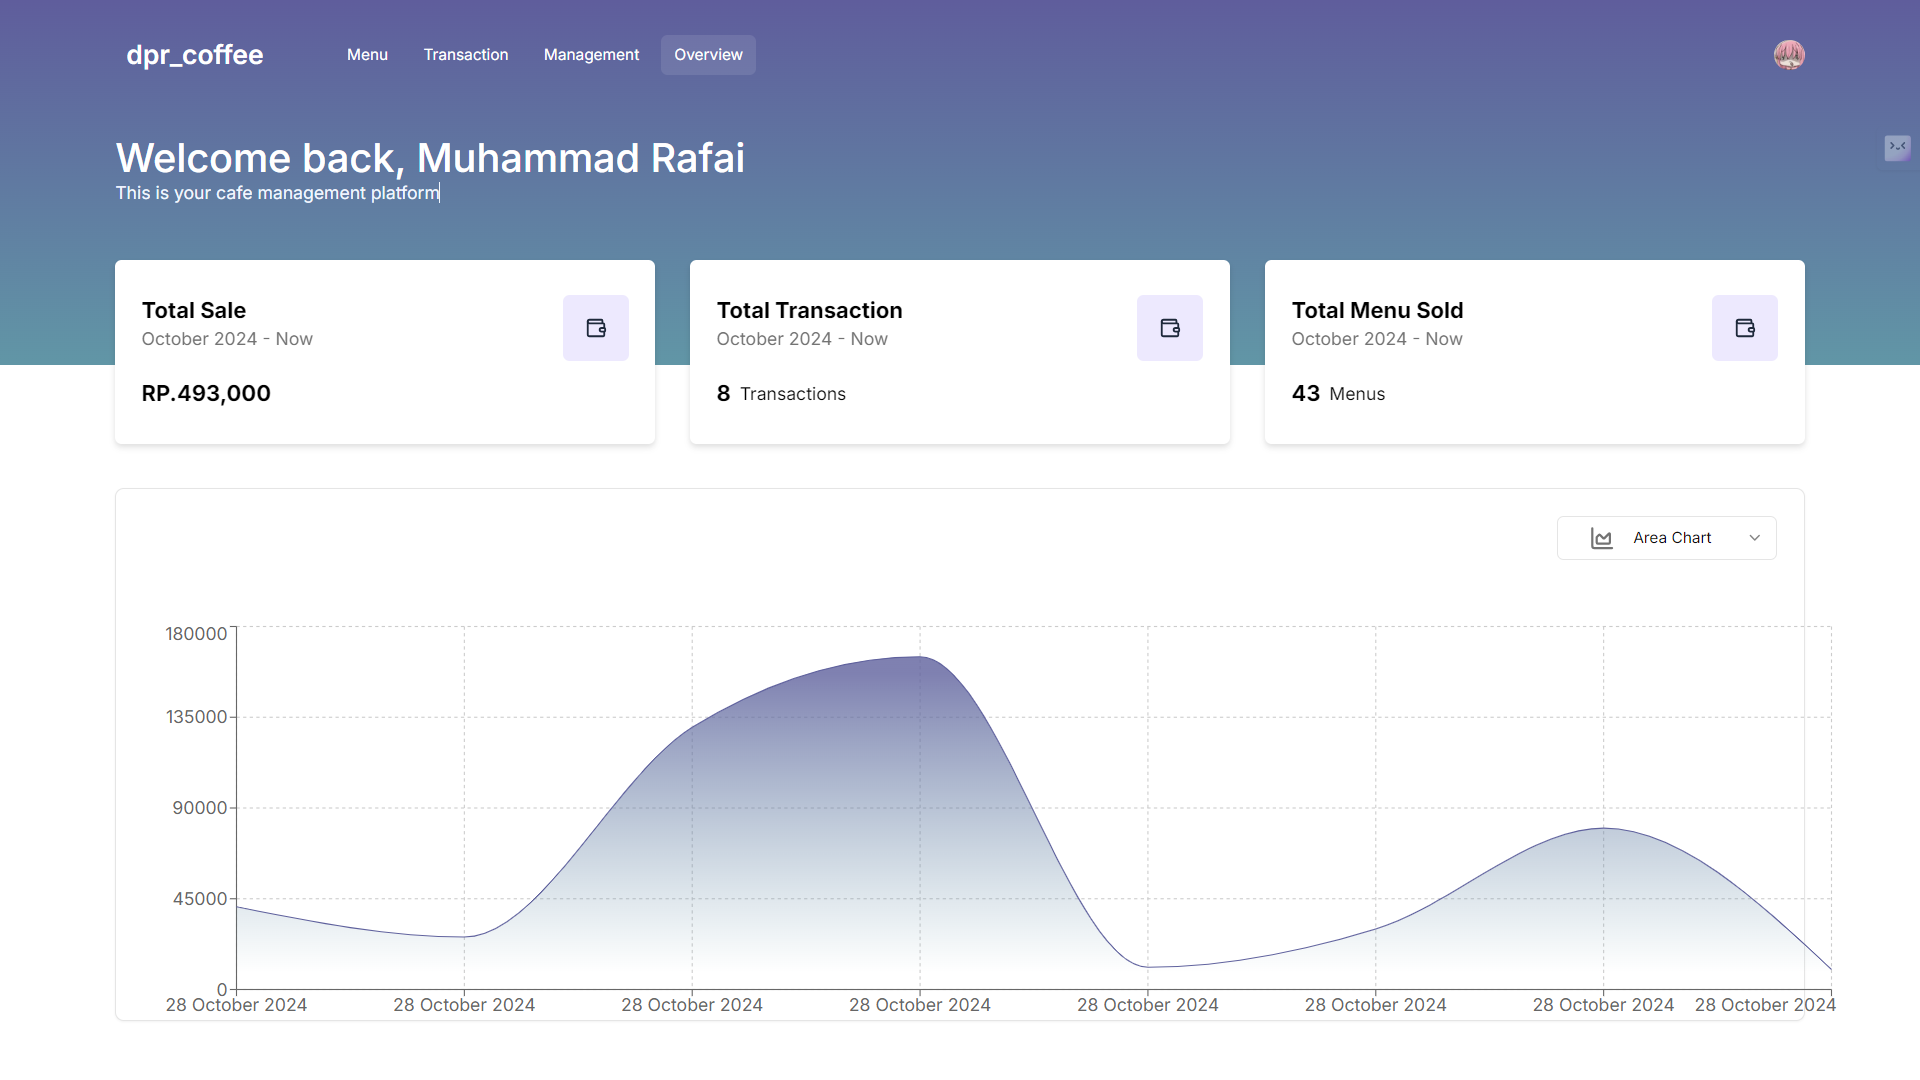 dpr_coffee
Menu Transaction Management Overview
Welcome back, Muhammad Rafai
This is your cafe management platform
Total Sale
October 2024 - Now
RP.493,000
Total Transaction
October 2024 - Now
8 Transactions
Total Menu Sold
October 2024 - Now
43 Menus
Area Chart
180000
135000
90000
45000
0
28 October 2024 28 October 2024 28 October 2024 28 October 2024 28 October 2024 28 October 2024 28 October 2024 28 October 2024